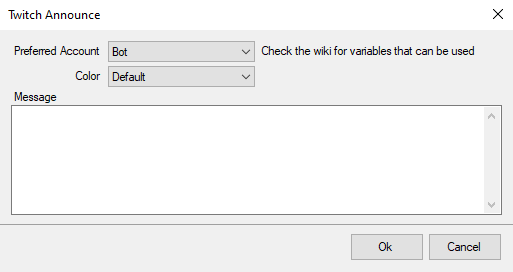 Twitch Announce
Preferred Account Bot Check the wiki for variables that can be used
Color Default
Message
Ok Cancel